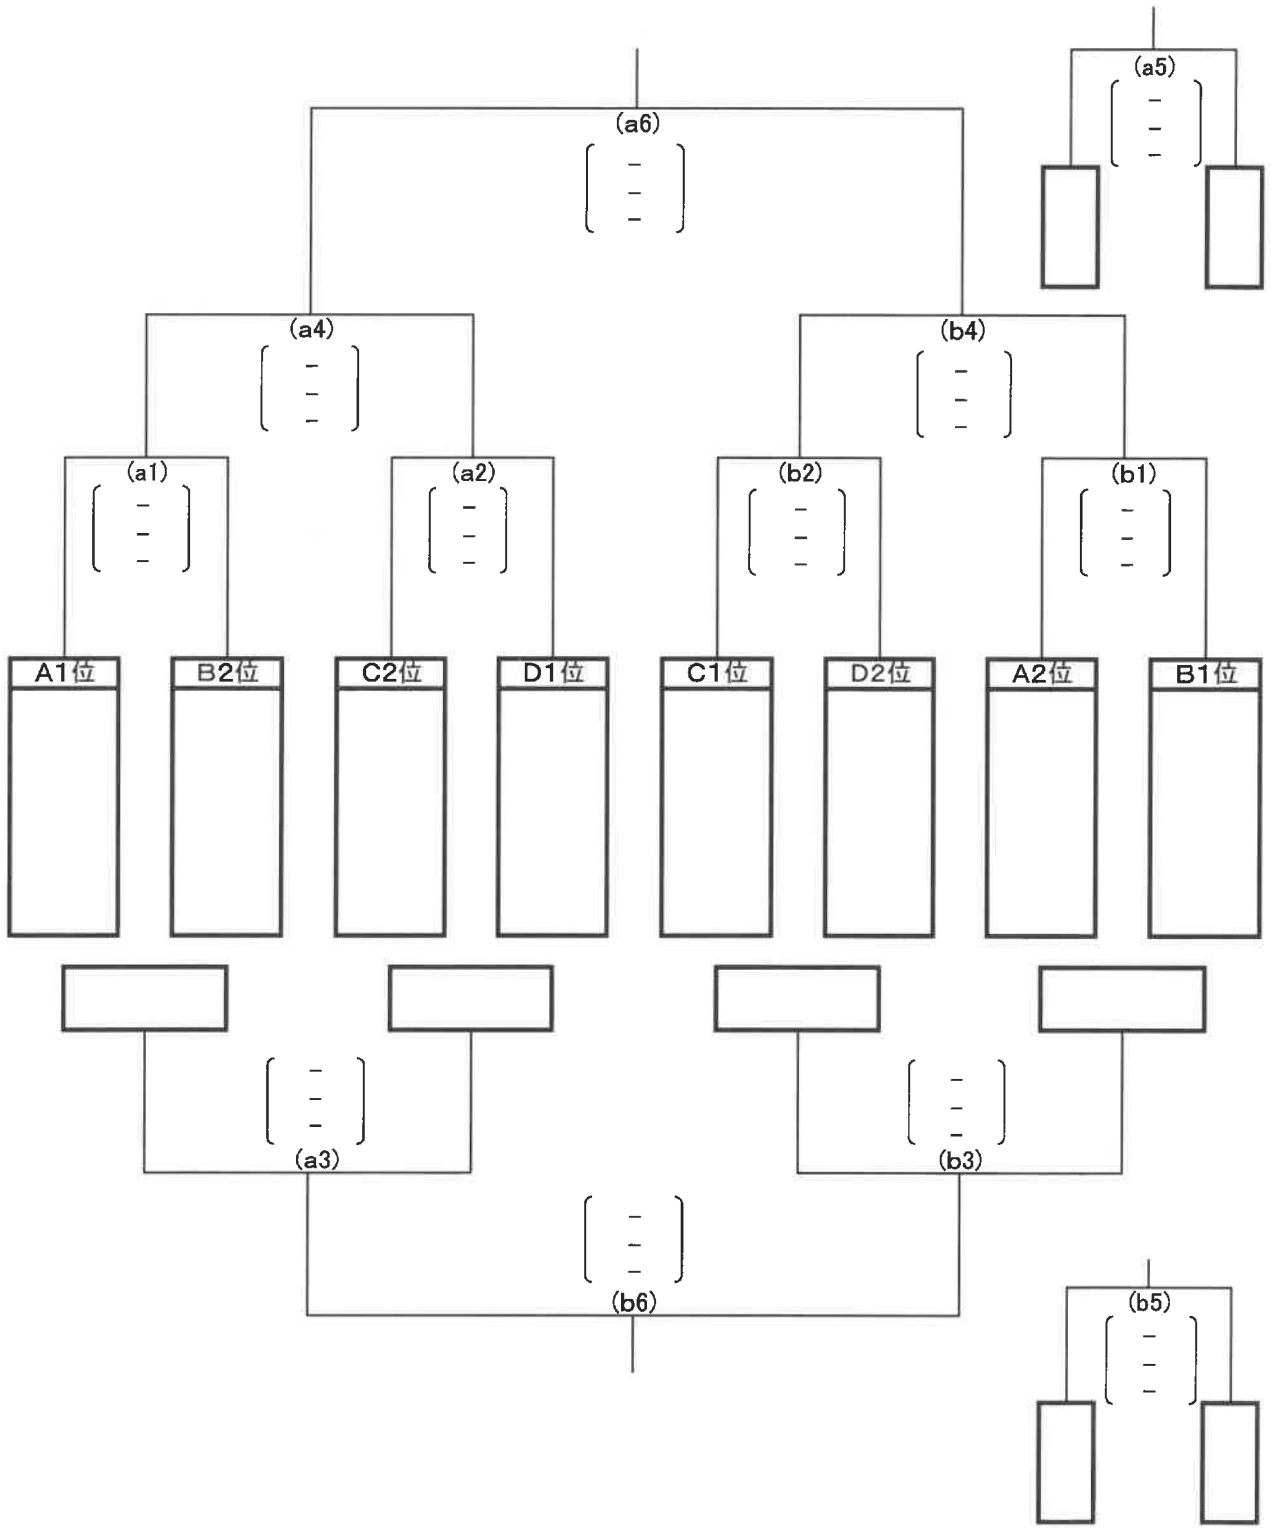 (a5)
－
－
－
(a6)
－
－
－
(a4)
－
－
－
(b4)
－
－
－
(a1)
－
－
－
(a2)
－
－
－
(b2)
－
－
－
(b1)
－
－
－
A1位 B2位 C2位 D1位 C1位 D2位 A2位 B1位
－
－
－
(a3)
－
－
－
(b3)
－
－
－
(b6)
(b5)
－
－
－